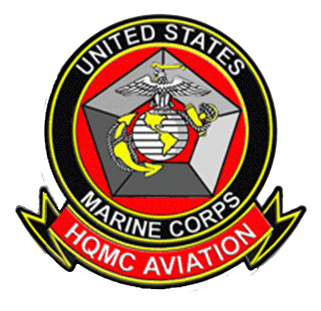 UNITED STATES
MARINE CORPS
HQMC AVIATION